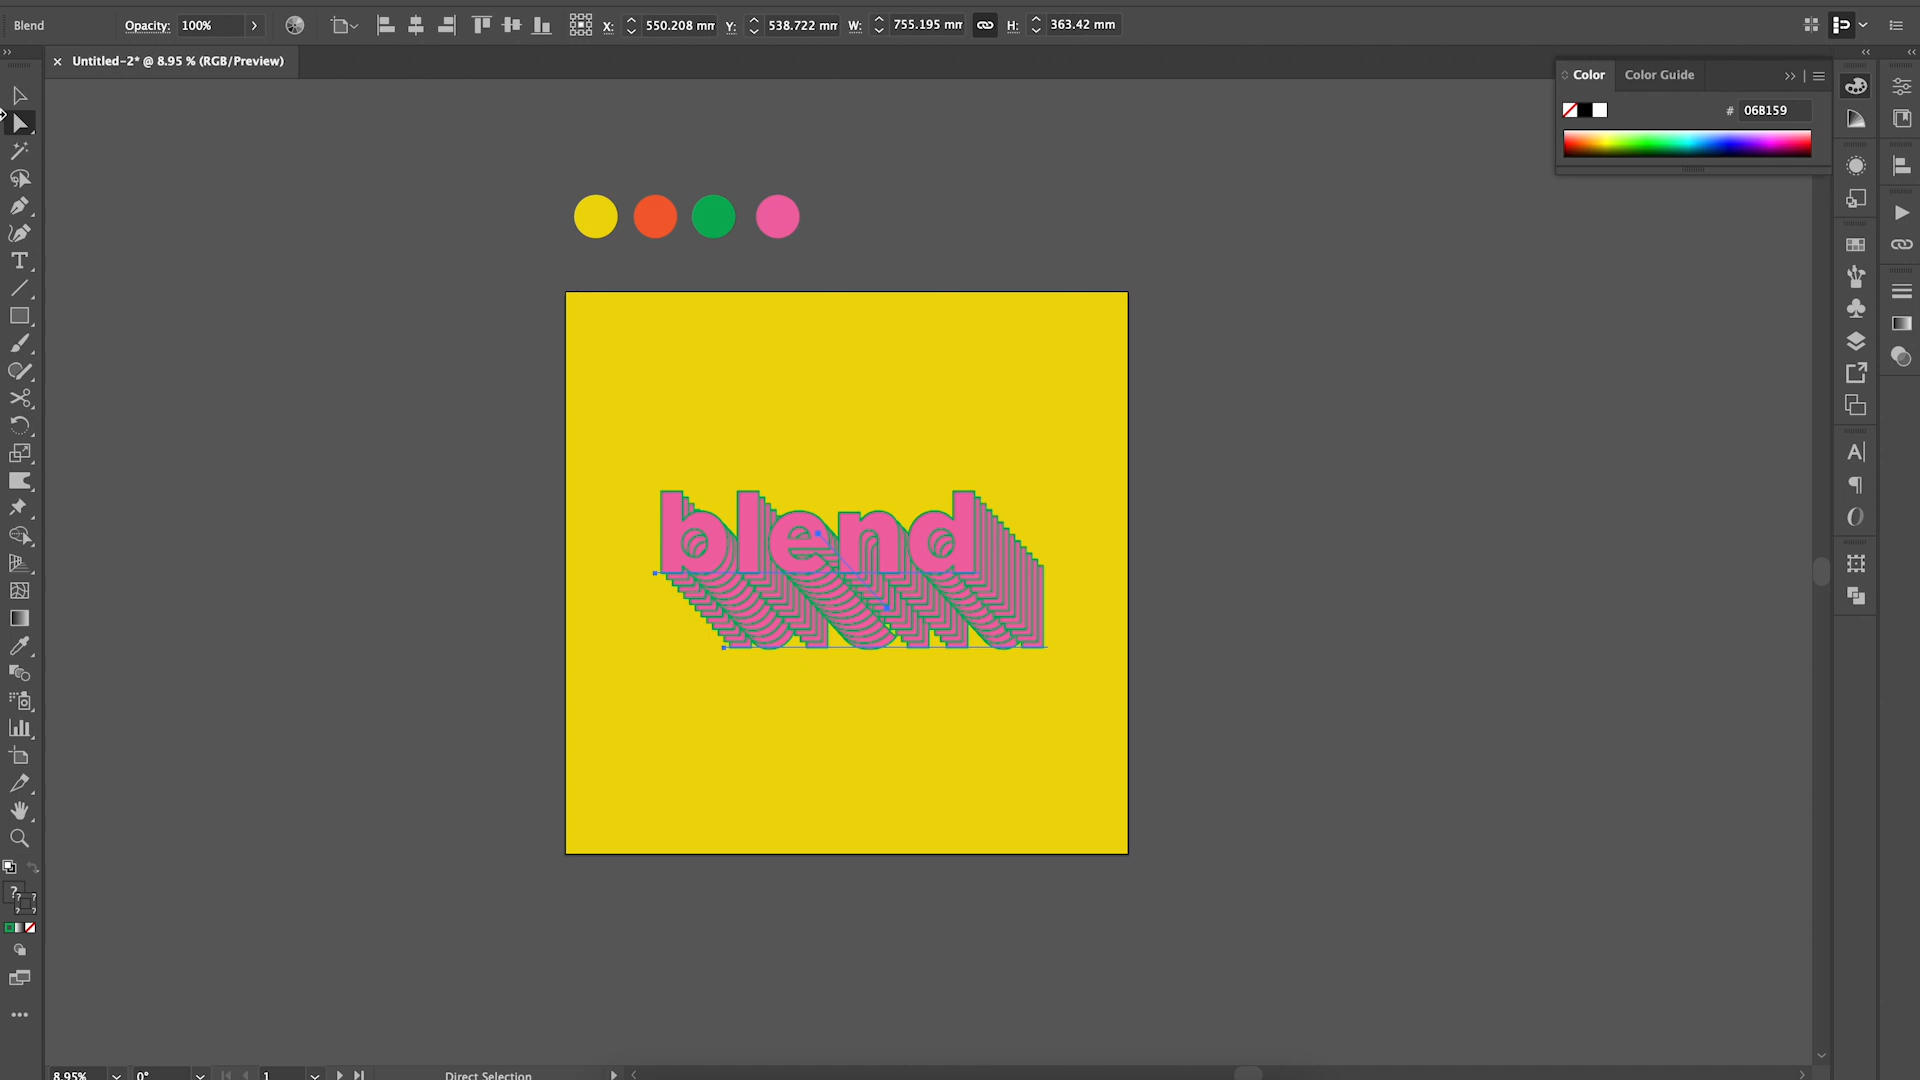 Blend
Opacity: 100%
X: 550.208 mm Y: 538.722 mm W: 755.195 mm H: 363.42 mm
Untitled-2* @ 8.95 % (RGB/Preview)
Color Color Guide
# 06B159
blend
8.95% 0° 1 Direct Selection